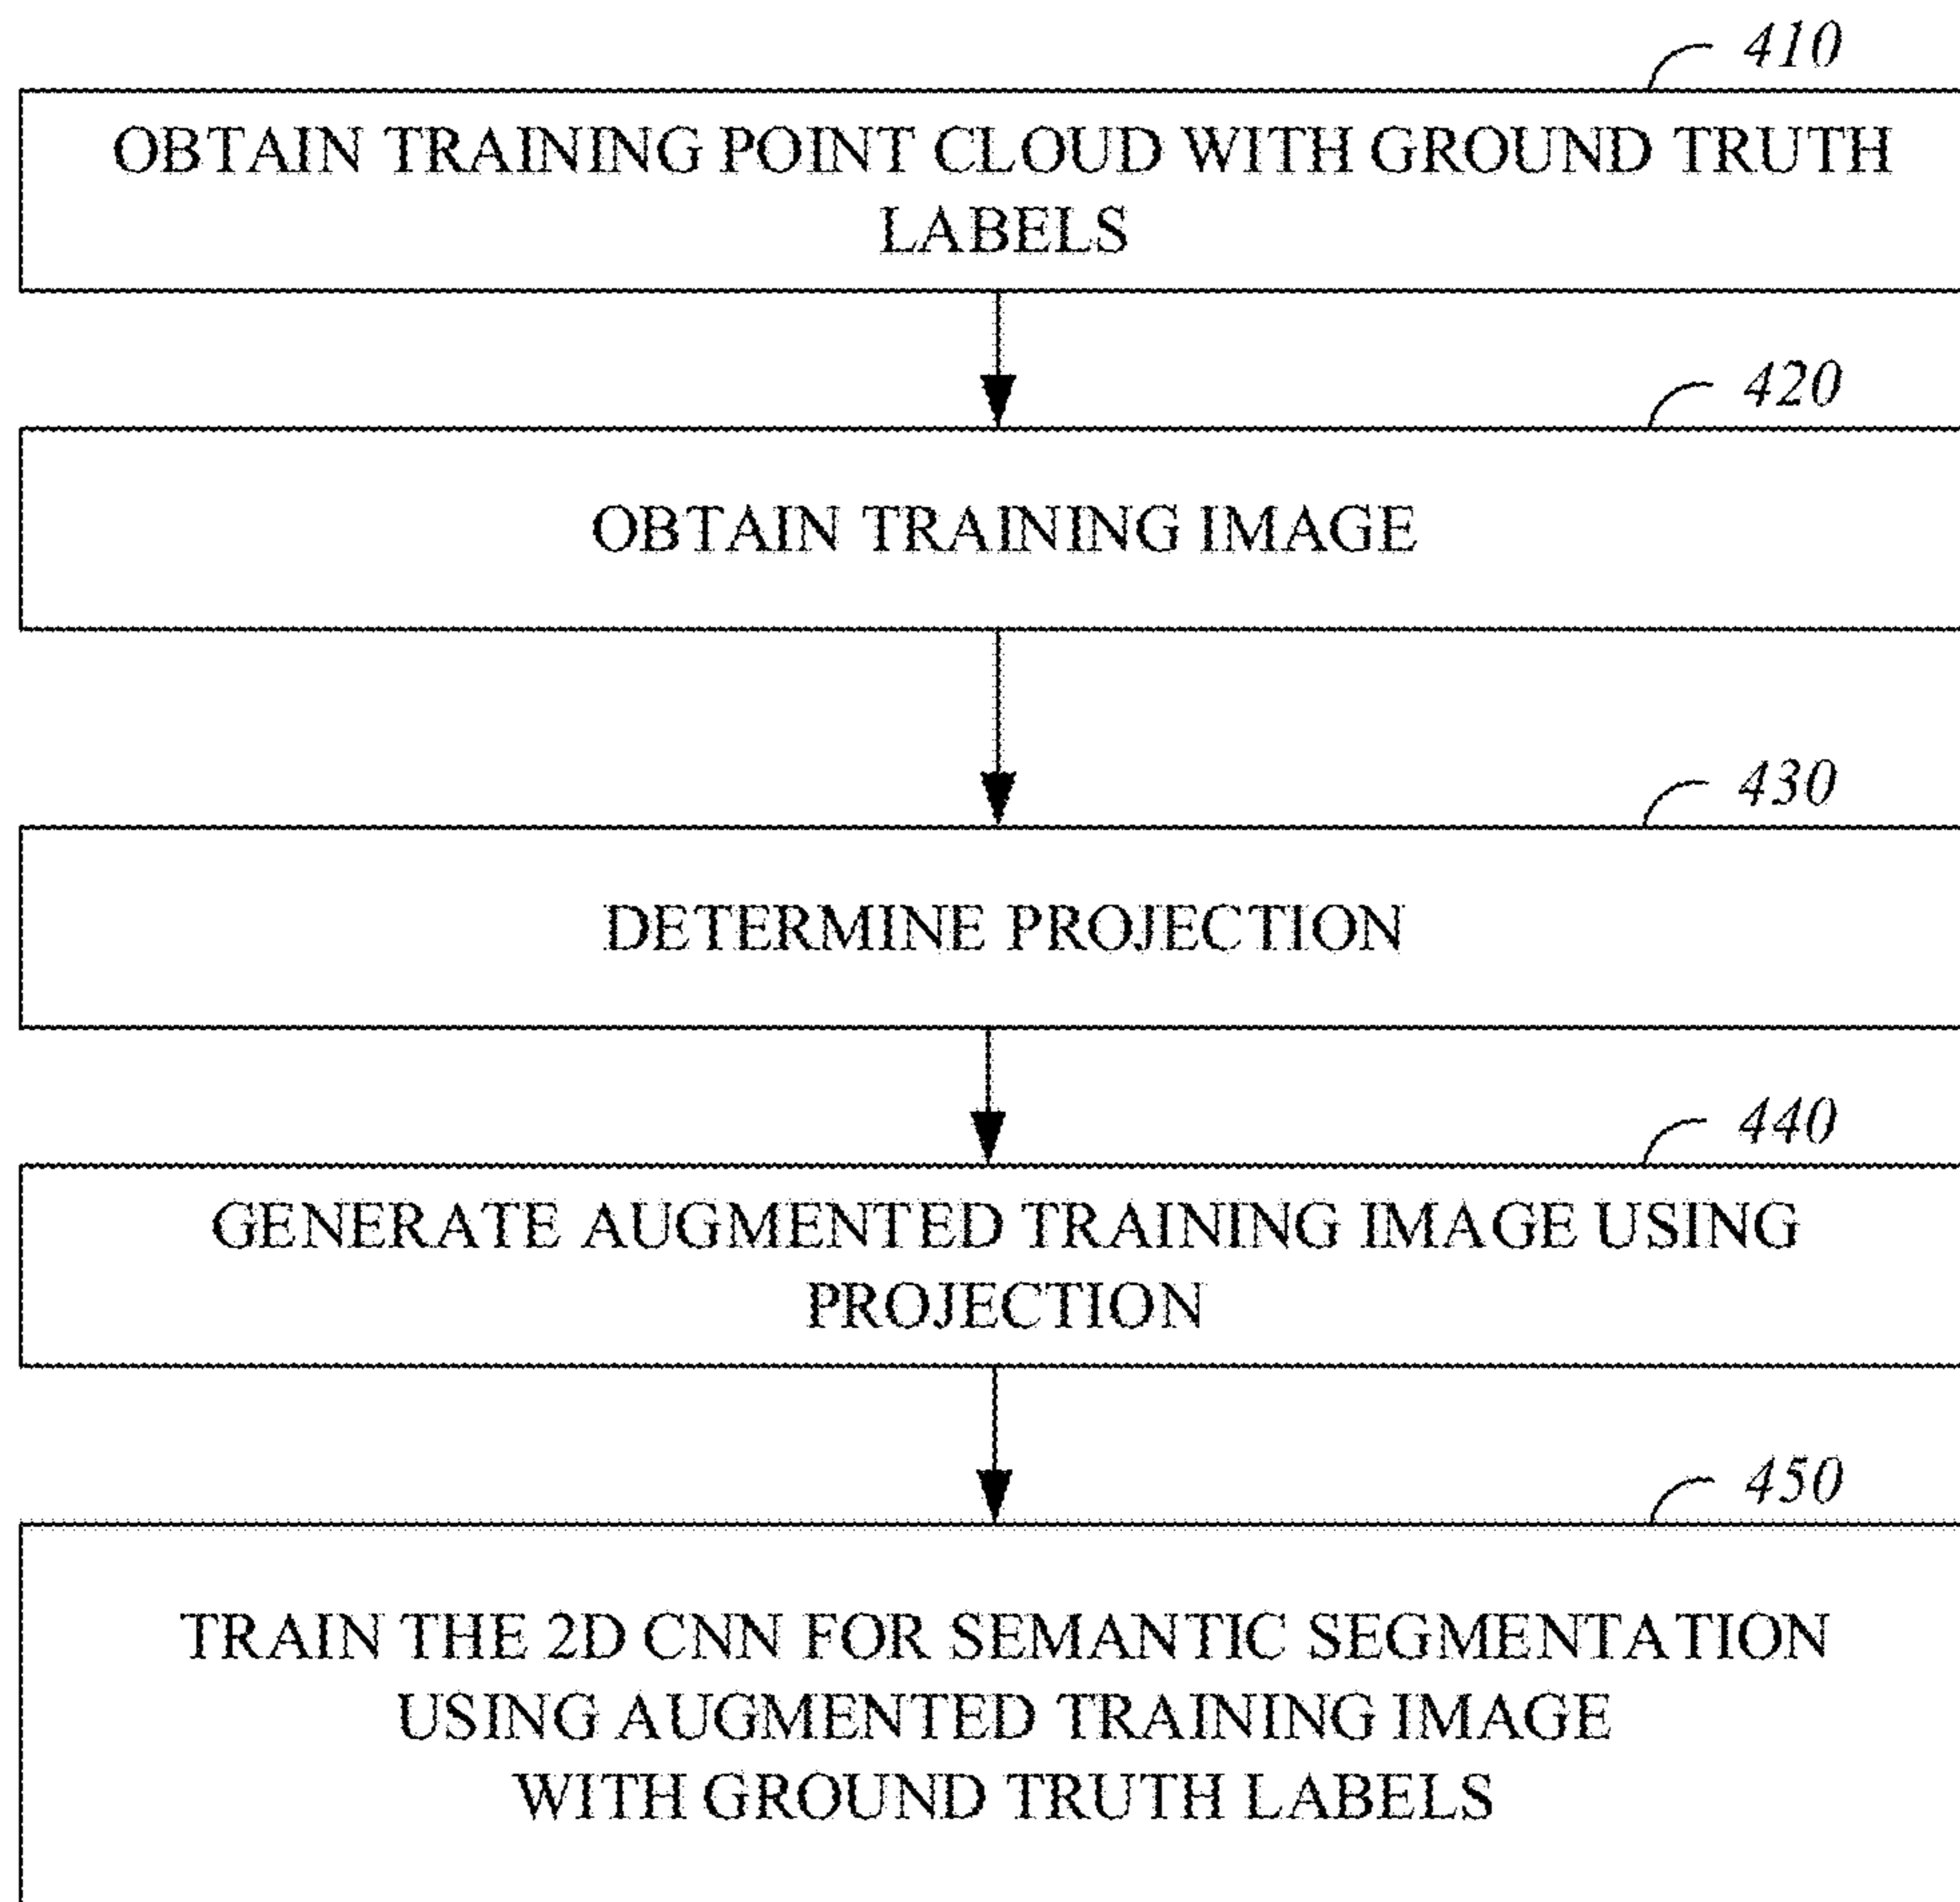 410
OBTAIN TRAINING POINT CLOUD WITH GROUND TRUTH
LABELS
420
OBTAIN TRAINING IMAGE
430
DETERMINE PROJECTION
440
GENERATE AUGMENTED TRAINING IMAGE USING
PROJECTION
450
TRAIN THE 2D CNN FOR SEMANTIC SEGMENTATION
USING AUGMENTED TRAINING IMAGE
WITH GROUND TRUTH LABELS